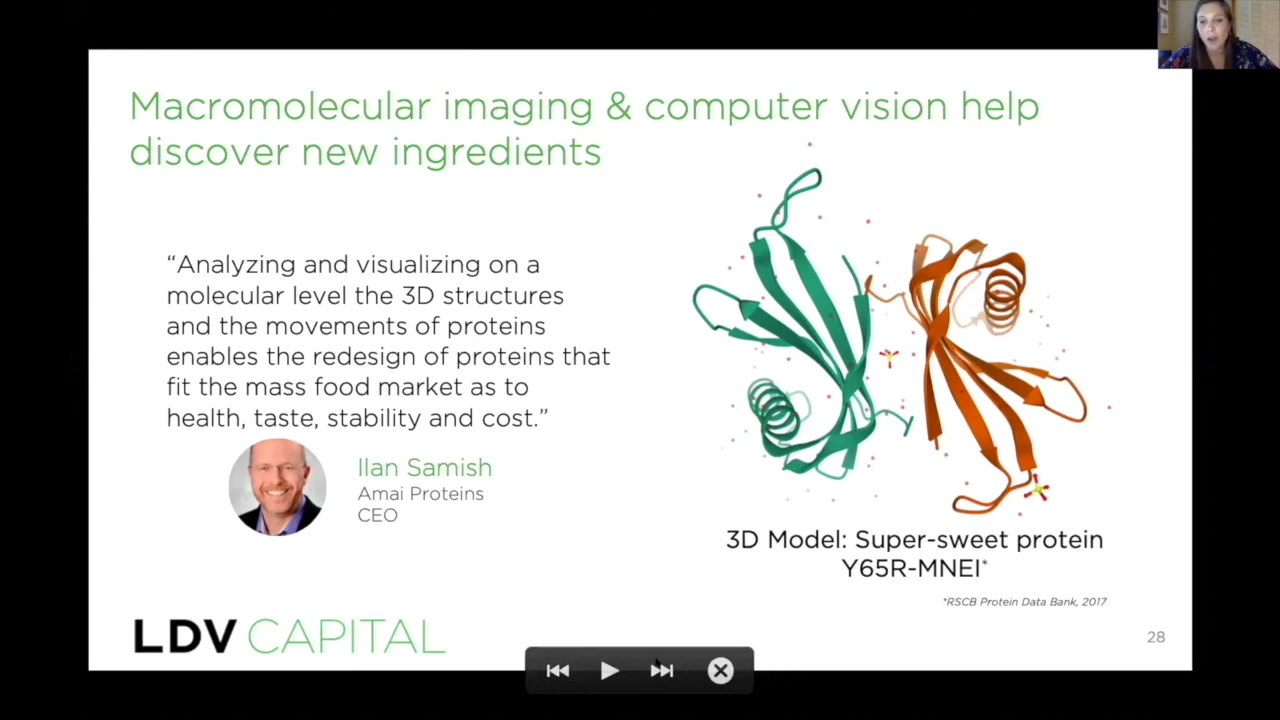 Macromolecular imaging & computer vision help
discover new ingredients
“Analyzing and visualizing on a
molecular level the 3D structures
and the movements of proteins
enables the redesign of proteins that
fit the mass food market as to
health, taste, stability and cost.”
Ilan Samish
Amai Proteins
CEO
3D Model: Super-sweet protein
Y65R-MNEI*
*RSCB Protein Data Bank, 2017
LDV CAPITAL
28